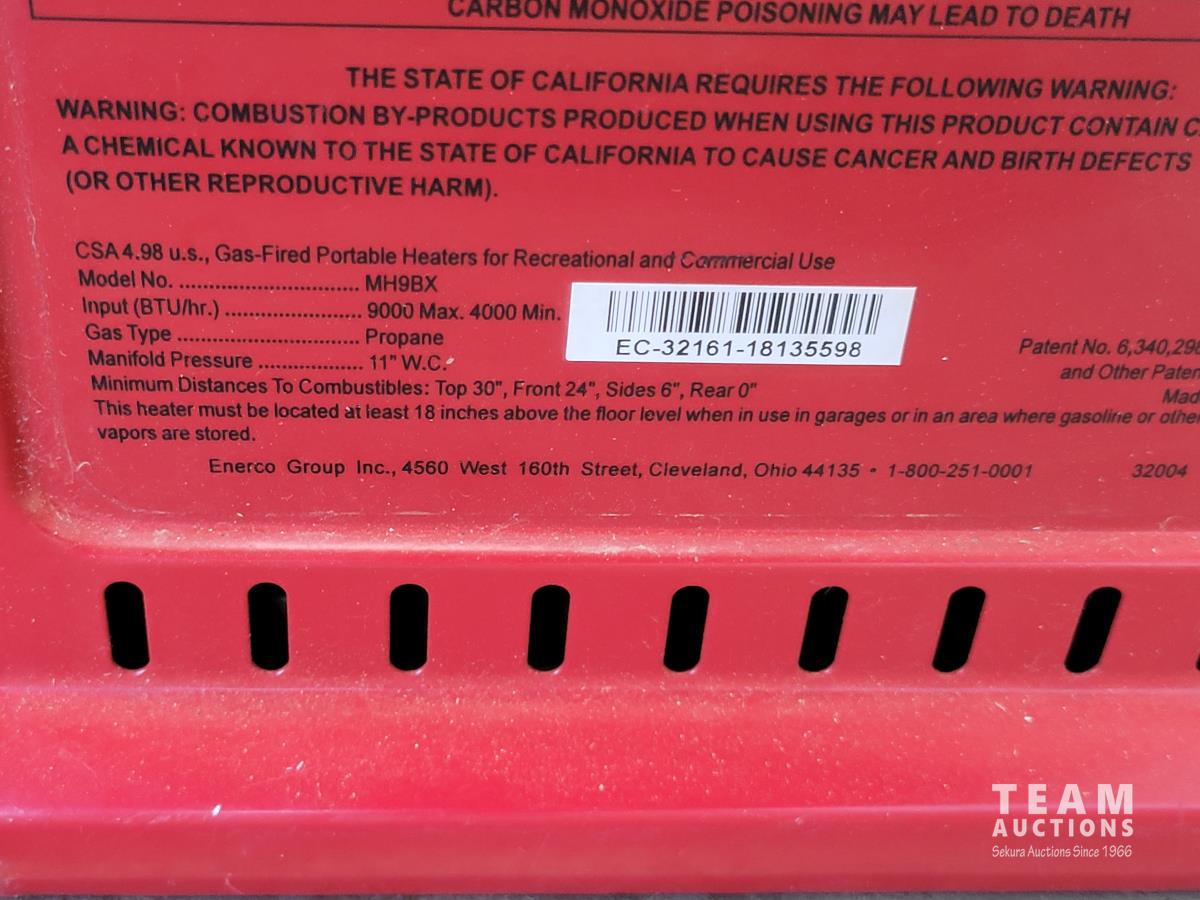 CARBON MONOXIDE POISONING MAY LEAD TO DEATH
THE STATE OF CALIFORNIA REQUIRES THE FOLLOWING WARNING:
WARNING: COMBUSTION BY-PRODUCTS PRODUCED WHEN USING THIS PRODUCT CONTAIN C
A CHEMICAL KNOWN TO THE STATE OF CALIFORNIA TO CAUSE CANCER AND BIRTH DEFECTS
(OR OTHER REPRODUCTIVE HARM).
CSA 4.98 u.s., Gas-Fired Portable Heaters for Recreational and Commercial Use
Model No. .............................. MH9BX
Input (BTU/hr.) ...................... 9000 Max. 4000 Min.
Gas Type .............................. Propane
Manifold Pressure ................. 11" W.C.
EC-32161-18135598
Patent No. 6,340,298
and Other Paten
Mad
Minimum Distances To Combustibles: Top 30", Front 24", Sides 6", Rear 0"
This heater must be located at least 18 inches above the floor level when in use in garages or in an area where gasoline or other
vapors are stored.
Enerco Group Inc., 4560 West 160th Street, Cleveland, Ohio 44135 • 1-800-251-0001 32004
TEAM
AUCTIONS
Sekura Auctions Since 1966